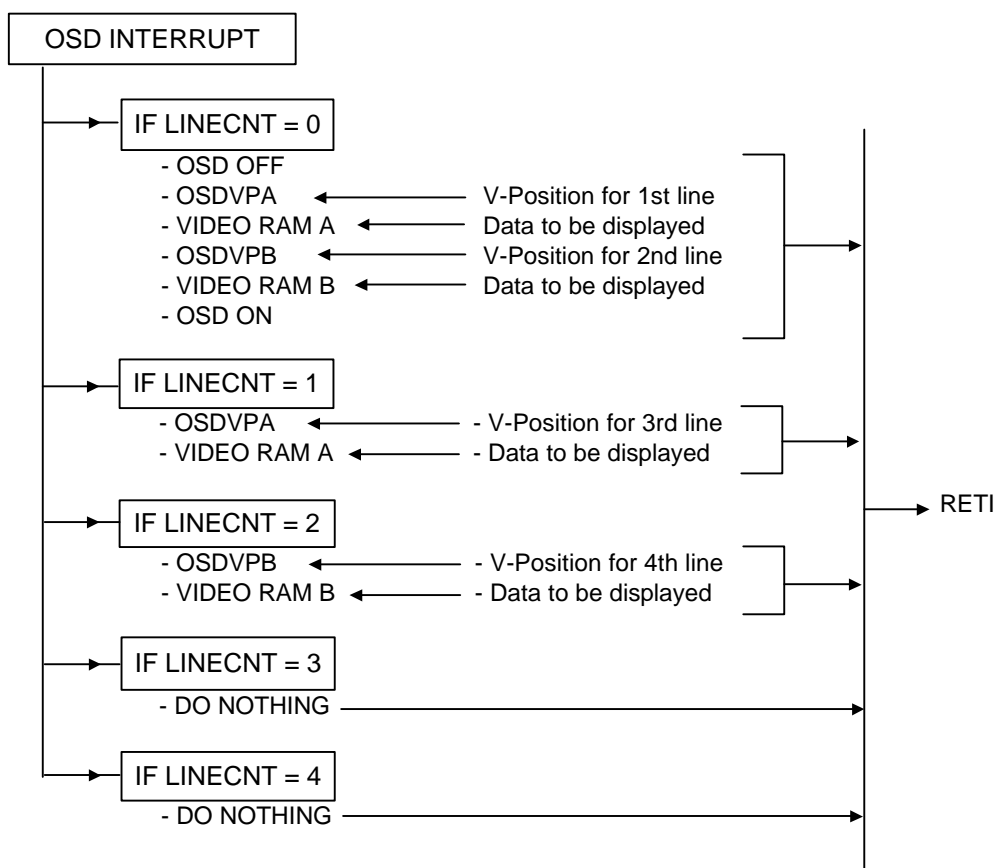 OSD INTERRUPT
IF LINECNT = 0
- OSD OFF
- OSDVPA V-Position for 1st line
- VIDEO RAM A Data to be displayed
- OSDVPB V-Position for 2nd line
- VIDEO RAM B Data to be displayed
- OSD ON
IF LINECNT = 1
- OSDVPA - V-Position for 3rd line
- VIDEO RAM A - Data to be displayed
RETI
IF LINECNT = 2
- OSDVPB - V-Position for 4th line
- VIDEO RAM B - Data to be displayed
IF LINECNT = 3
- DO NOTHING
IF LINECNT = 4
- DO NOTHING